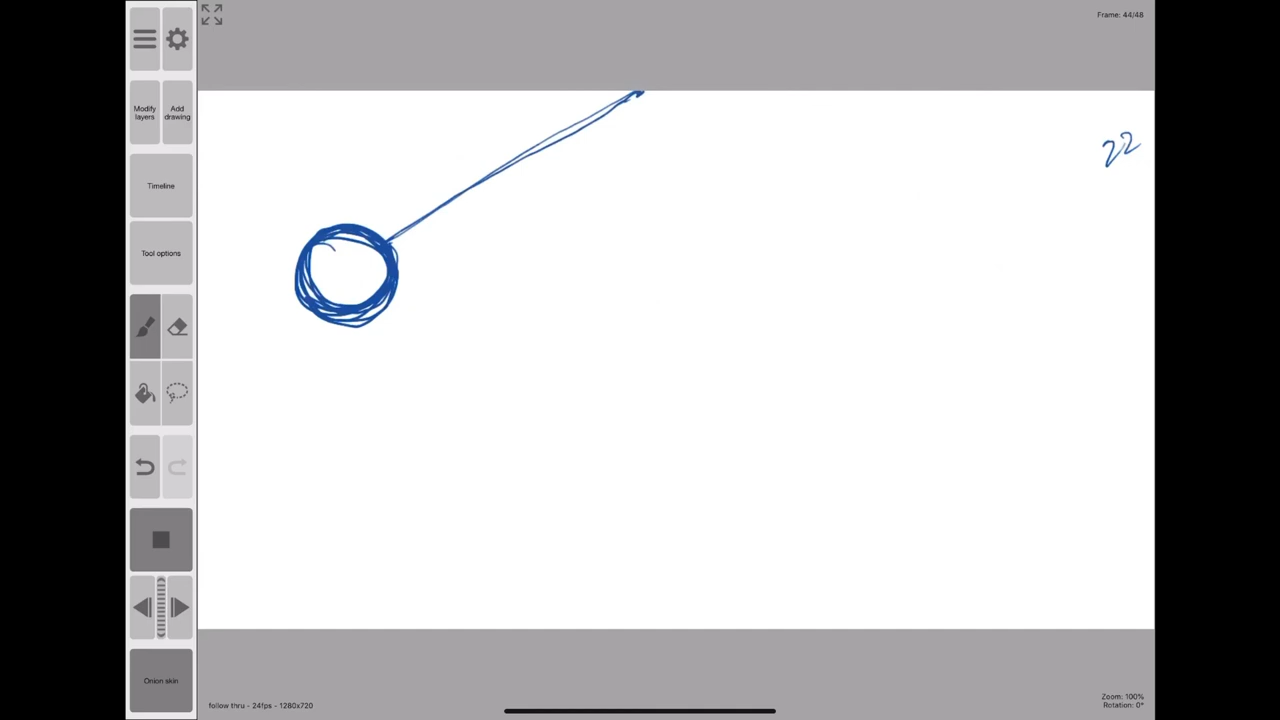 Frame: 44/48
Modify layers
Add drawing
22
Timeline
Tool options
Onion skin
follow thru - 24fps - 1280x720
Zoom: 100%
Rotation: 0°